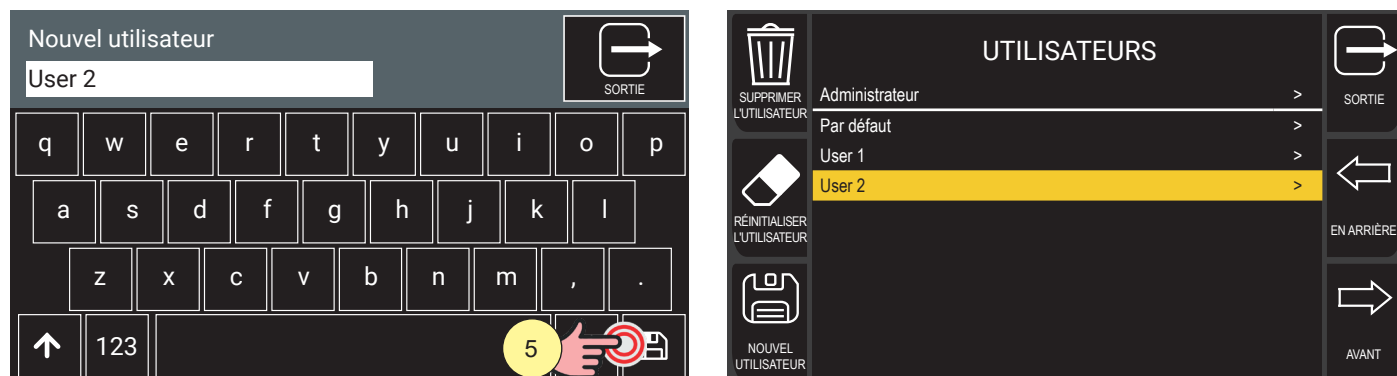 Nouvel utilisateur
User 2
SORTIE
q w e r t y u i o p
a s d f g h j k l
z x c v b n m , .
123
5
UTILISATEURS
SUPPRIMER
L'UTILISATEUR
RÉINITIALISER
L'UTILISATEUR
NOUVEL
UTILISATEUR
Administrateur >
Par défaut >
User 1 >
User 2 >
SORTIE
EN ARRIÈRE
AVANT